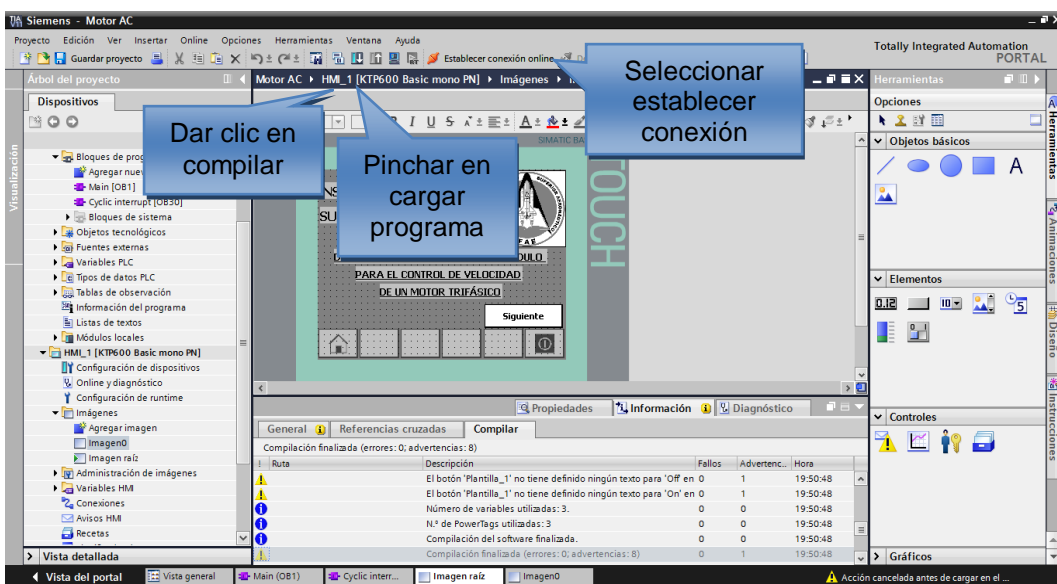 Siemens - Motor AC
Proyecto Edición Ver Insertar Online Opciones Herramientas Ventana Ayuda
Guardar proyecto
Establecer conexión online
Totally Integrated Automation
PORTAL
Árbol del proyecto
Motor AC HMI_1 [KTP600 Basic mono PN] Imágenes
Herramientas
Dispositivos
Opciones
Seleccionar
establecer
conexión
Dar clic en
compilar
Pinchar en
cargar
programa
Visualización
Bloques de prog
Agregar nue
Main [OB1]
Cyclic interrupt [OB30]
Bloques de sistema
Objetos tecnológicos
Fuentes externas
Variables PLC
Tipos de datos PLC
Tablas de observación
Información del programa
Listas de textos
Módulos locales
HMI_1 [KTP600 Basic mono PN]
Configuración de dispositivos
Online y diagnóstico
Configuración de runtime
Imágenes
Agregar imagen
Imagen0
Imagen raíz
Administración de imágenes
Variables HMI
Conexiones
Avisos HMI
Recetas
Vista detallada
SIMATIC BA
TOUCH
SU
DULO
PARA EL CONTROL DE VELOCIDAD
DE UN MOTOR TRIFÁSICO
Siguiente
Objetos básicos
Elementos
Controles
Gráficos
Herramientas
Animaciones
Diseño
Instrucciones
Propiedades Información Diagnóstico
General Referencias cruzadas Compilar
Compilación finalizada (errores: 0; advertencias: 8)
! Ruta Descripción Fallos Advertenc... Hora
El botón 'Plantilla_1' no tiene definido ningún texto para 'Off' en 0 1 19:50:48
El botón 'Plantilla_1' no tiene definido ningún texto para 'On' en 0 1 19:50:48
Número de variables utilizadas: 3. 0 0 19:50:48
N.º de PowerTags utilizadas: 3 0 0 19:50:48
Compilación del software finalizada. 0 0 19:50:48
Compilación finalizada (errores: 0; advertencias: 8) 0 1 19:50:48
Vista del portal Vista general Main (OB1) Cyclic interr... Imagen raíz Imagen0
Acción cancelada antes de cargar en el ...